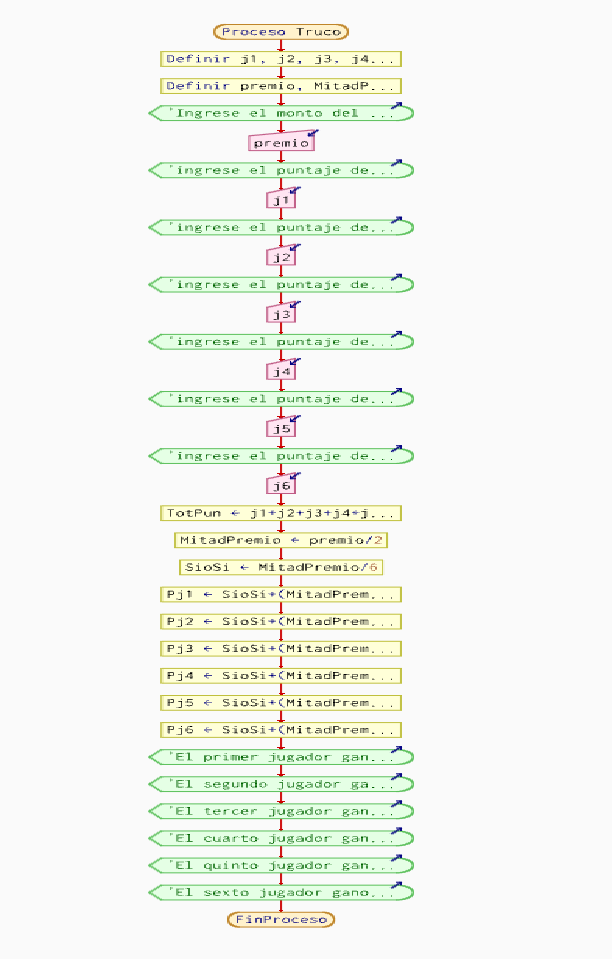 Proceso Truco
Definir j1, j2, j3, j4...
Definir premio, MitadP...
'Ingrese el monto del ...
premio
'ingrese el puntaje de...
j1
'ingrese el puntaje de...
j2
'ingrese el puntaje de...
j3
'ingrese el puntaje de...
j4
'ingrese el puntaje de...
j5
'ingrese el puntaje de...
j6
TotPun ← j1+j2+j3+j4+j...
MitadPremio ← premio/2
SioSi ← MitadPremio/6
Pj1 ← SioSi+(MitadPrem...
Pj2 ← SioSi+(MitadPrem...
Pj3 ← SioSi+(MitadPrem...
Pj4 ← SioSi+(MitadPrem...
Pj5 ← SioSi+(MitadPrem...
Pj6 ← SioSi+(MitadPrem...
'El primer jugador gan...
'El segundo jugador ga...
'El tercer jugador gan...
'El cuarto jugador gan...
'El quinto jugador gan...
'El sexto jugador gano...
FinProceso